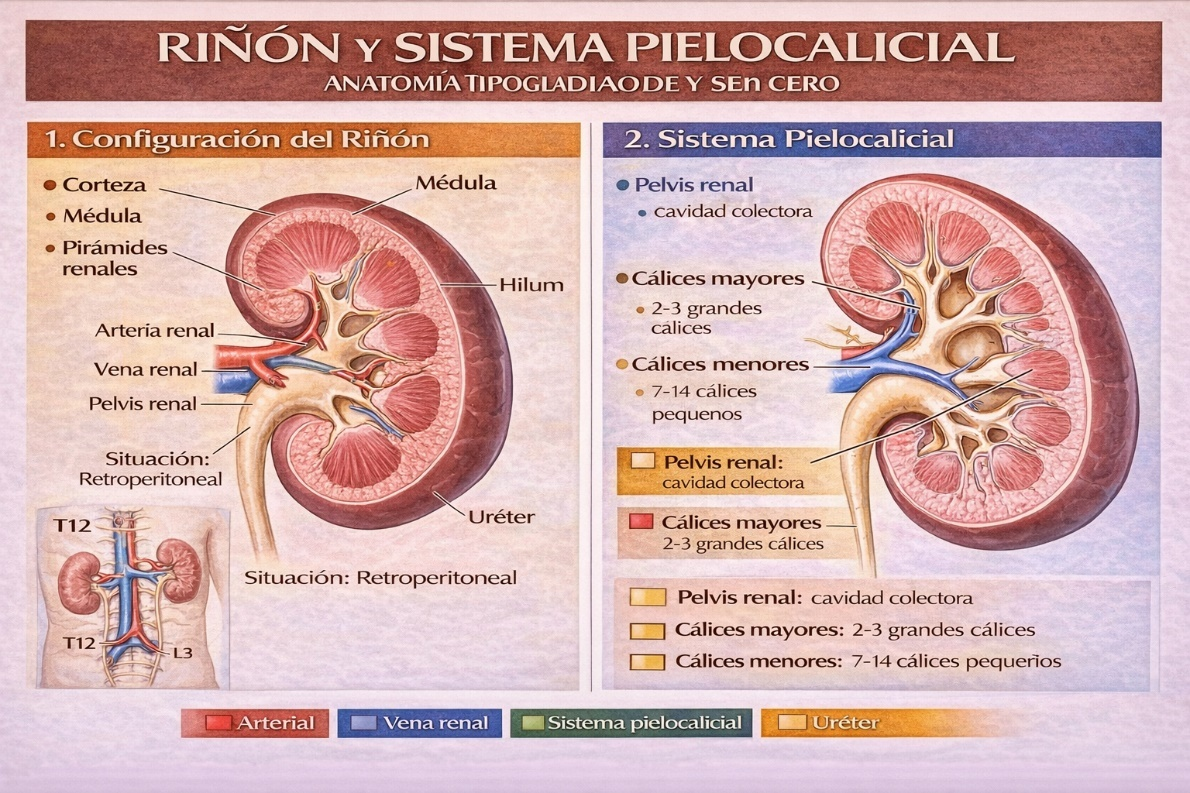 RIÑÓN Y SISTEMA PIELOCALICIAL
ANATOMÍA TIPOGLADIAODE Y SEn CERO
1. Configuración del Riñón
• Corteza
• Médula
• Pirámides
renales
Médula
Hilum
Artería renal
Vena renal
Pelvis renal
Situación:
Retroperitoneal
Uréter
T12
T12
L3
Situación: Retroperitoneal
2. Sistema Pielocalicial
• Pelvis renal
• cavidad colectora
• Cálices mayores
• 2-3 grandes
cálices
• Cálices menores
• 7-14 cálices
pequenos
Pelvis renal:
cavidad colectora
Cálices mayores
2-3 grandes cálices
Pelvis renal: cavidad colectora
Cálices mayores: 2-3 grandes cálices
Cálices menores: 7-14 cálices pequerios
Arterial
Vena renal
Sistema pielocalicial
Uréter